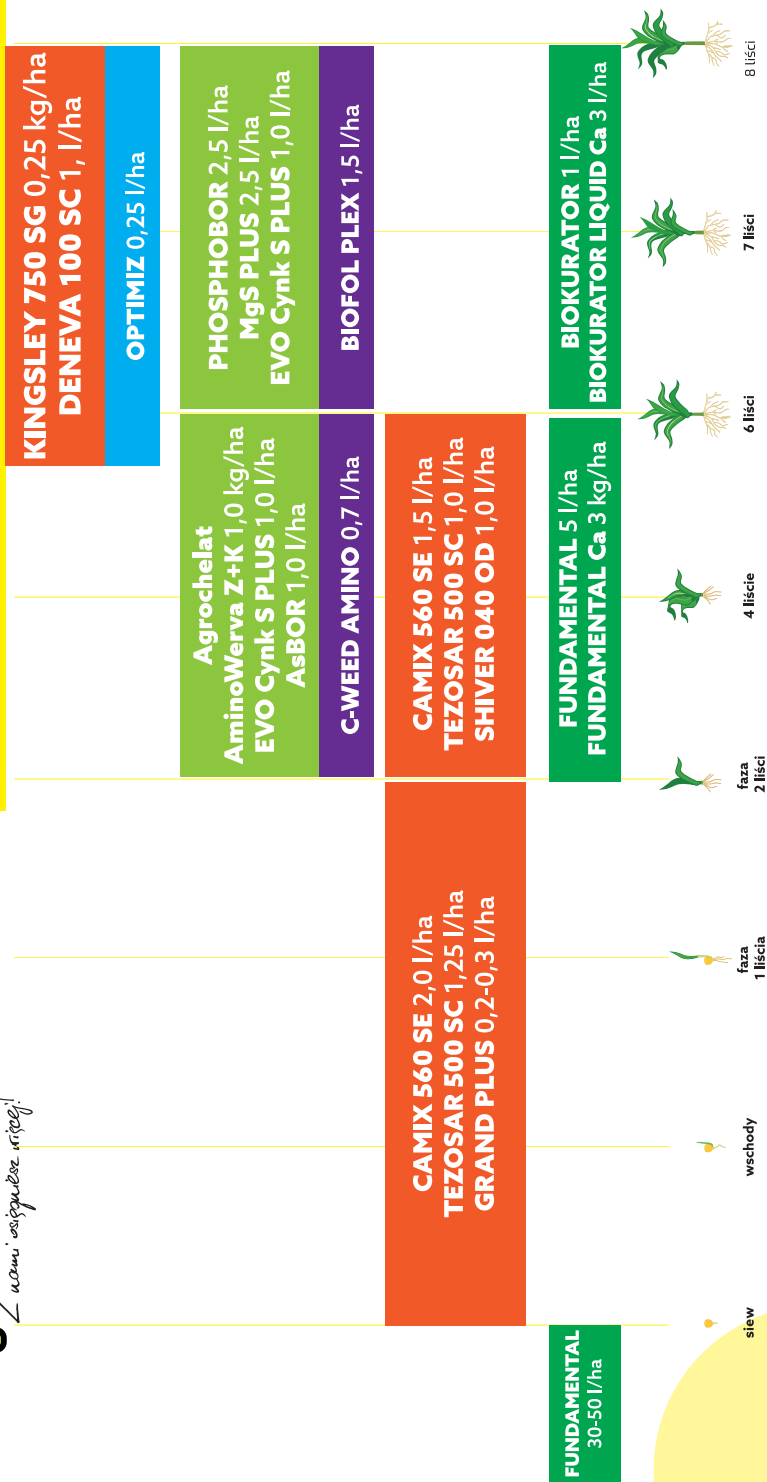 KINGSLEY 750 SG 0,25 kg/ha
DENEVA 100 SC 1, l/ha
OPTIMIZ 0,25 l/ha
Agrochelat
AminoWerva Z+K 1,0 kg/ha
EVO Cynk S PLUS 1,0 l/ha
AsBOR 1,0 l/ha
PHOSPHOBOR 2,5 l/ha
MgS PLUS 2,5 l/ha
EVO Cynk S PLUS 1,0 l/ha
C-WEED AMINO 0,7 l/ha
BIOFOL PLEX 1,5 l/ha
CAMIX 560 SE 2,0 l/ha
TEZOSAR 500 SC 1,25 l/ha
GRAND PLUS 0,2-0,3 l/ha
CAMIX 560 SE 1,5 l/ha
TEZOSAR 500 SC 1,0 l/ha
SHIVER 040 OD 1,0 l/ha
FUNDAMENTAL
30-50 l/ha
FUNDAMENTAL 5 l/ha
FUNDAMENTAL Ca 3 kg/ha
BIOKURATOR 1 l/ha
BIOKURATOR LIQUID Ca 3 l/ha
siew
wschody
faza
1 liścia
faza
2 liści
4 liście
6 liści
7 liści
8 liści
Z nami osiągniesz więcej!